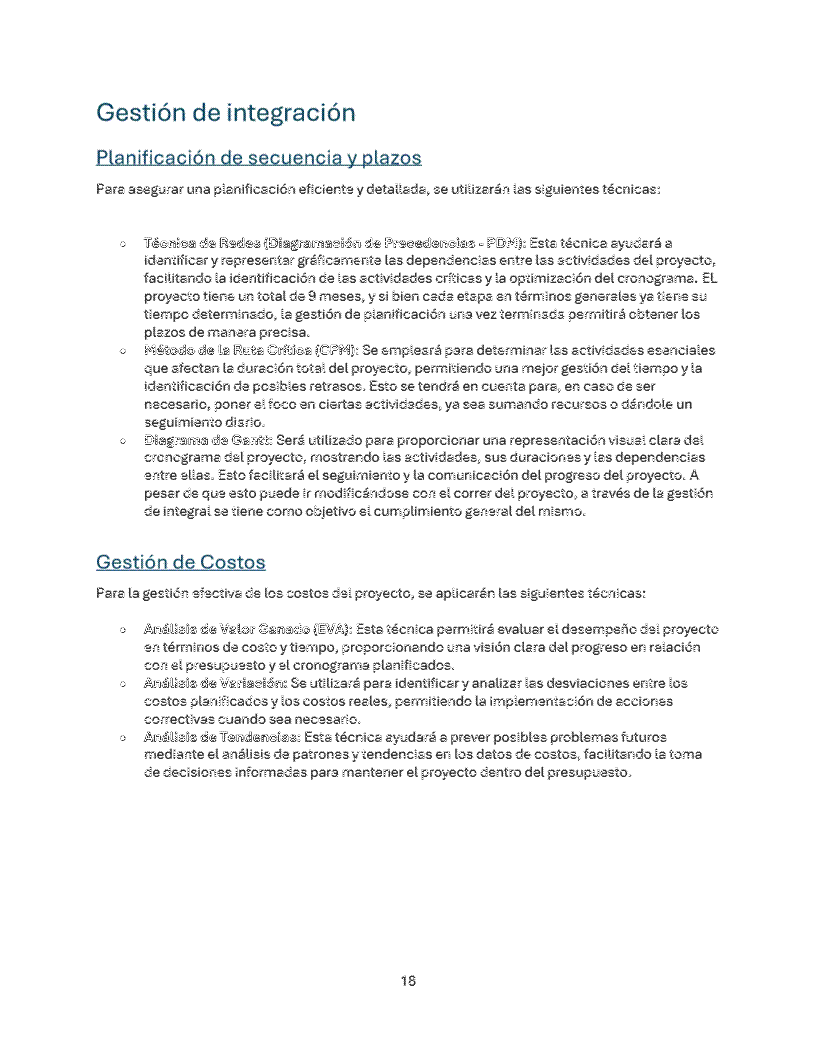 Gestión de integración
Planificación de secuencia y plazos
Para asegurar una planificación eficiente y detallada, se utilizarán las siguientes técnicas:
o Técnica de Redes (Diagramación de Precedencias - PDM): Esta técnica ayudará a
identificar y representar gráficamente las dependencias entre las actividades del proyecto,
facilitando la identificación de las actividades críticas y la optimización del cronograma. EL
proyecto tiene un total de 9 meses, y si bien cada etapa en términos generales ya tiene su
tiempo determinado, la gestión de planificación una vez terminada permitirá obtener los
plazos de manera precisa.
o Método de la Ruta Crítica (CPM): Se empleará para determinar las actividades esenciales
que afectan la duración total del proyecto, permitiendo una mejor gestión del tiempo y la
identificación de posibles retrasos. Esto se tendrá en cuenta para, en caso de ser
necesario, poner el foco en ciertas actividades, ya sea sumando recursos o dándole un
seguimiento diario.
o Diagrama de Gantt: Será utilizado para proporcionar una representación visual clara del
cronograma del proyecto, mostrando las actividades, sus duraciones y las dependencias
entre ellas. Esto facilitará el seguimiento y la comunicación del progreso del proyecto. A
pesar de que esto puede ir modificándose con el correr del proyecto, a través de la gestión
de integral se tiene como objetivo el cumplimiento general del mismo.
Gestión de Costos
Para la gestión efectiva de los costos del proyecto, se aplicarán las siguientes técnicas:
o Análisis de Valor Ganado (EVA): Esta técnica permitirá evaluar el desempeño del proyecto
en términos de costo y tiempo, proporcionando una visión clara del progreso en relación
con el presupuesto y el cronograma planificados.
o Análisis de Variación: Se utilizará para identificar y analizar las desviaciones entre los
costos planificados y los costos reales, permitiendo la implementación de acciones
correctivas cuando sea necesario.
o Análisis de Tendencias: Esta técnica ayudará a prever posibles problemas futuros
mediante el análisis de patrones y tendencias en los datos de costos, facilitando la toma
de decisiones informadas para mantener el proyecto dentro del presupuesto.